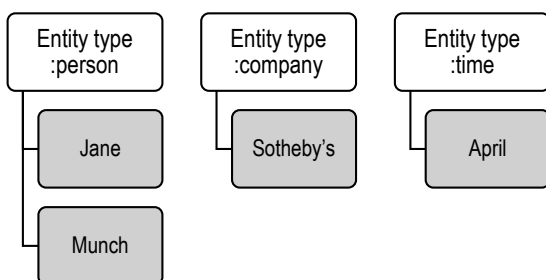 Entity type
:person
Jane
Munch
Entity type
:company
Sotheby’s
Entity type
:time
April